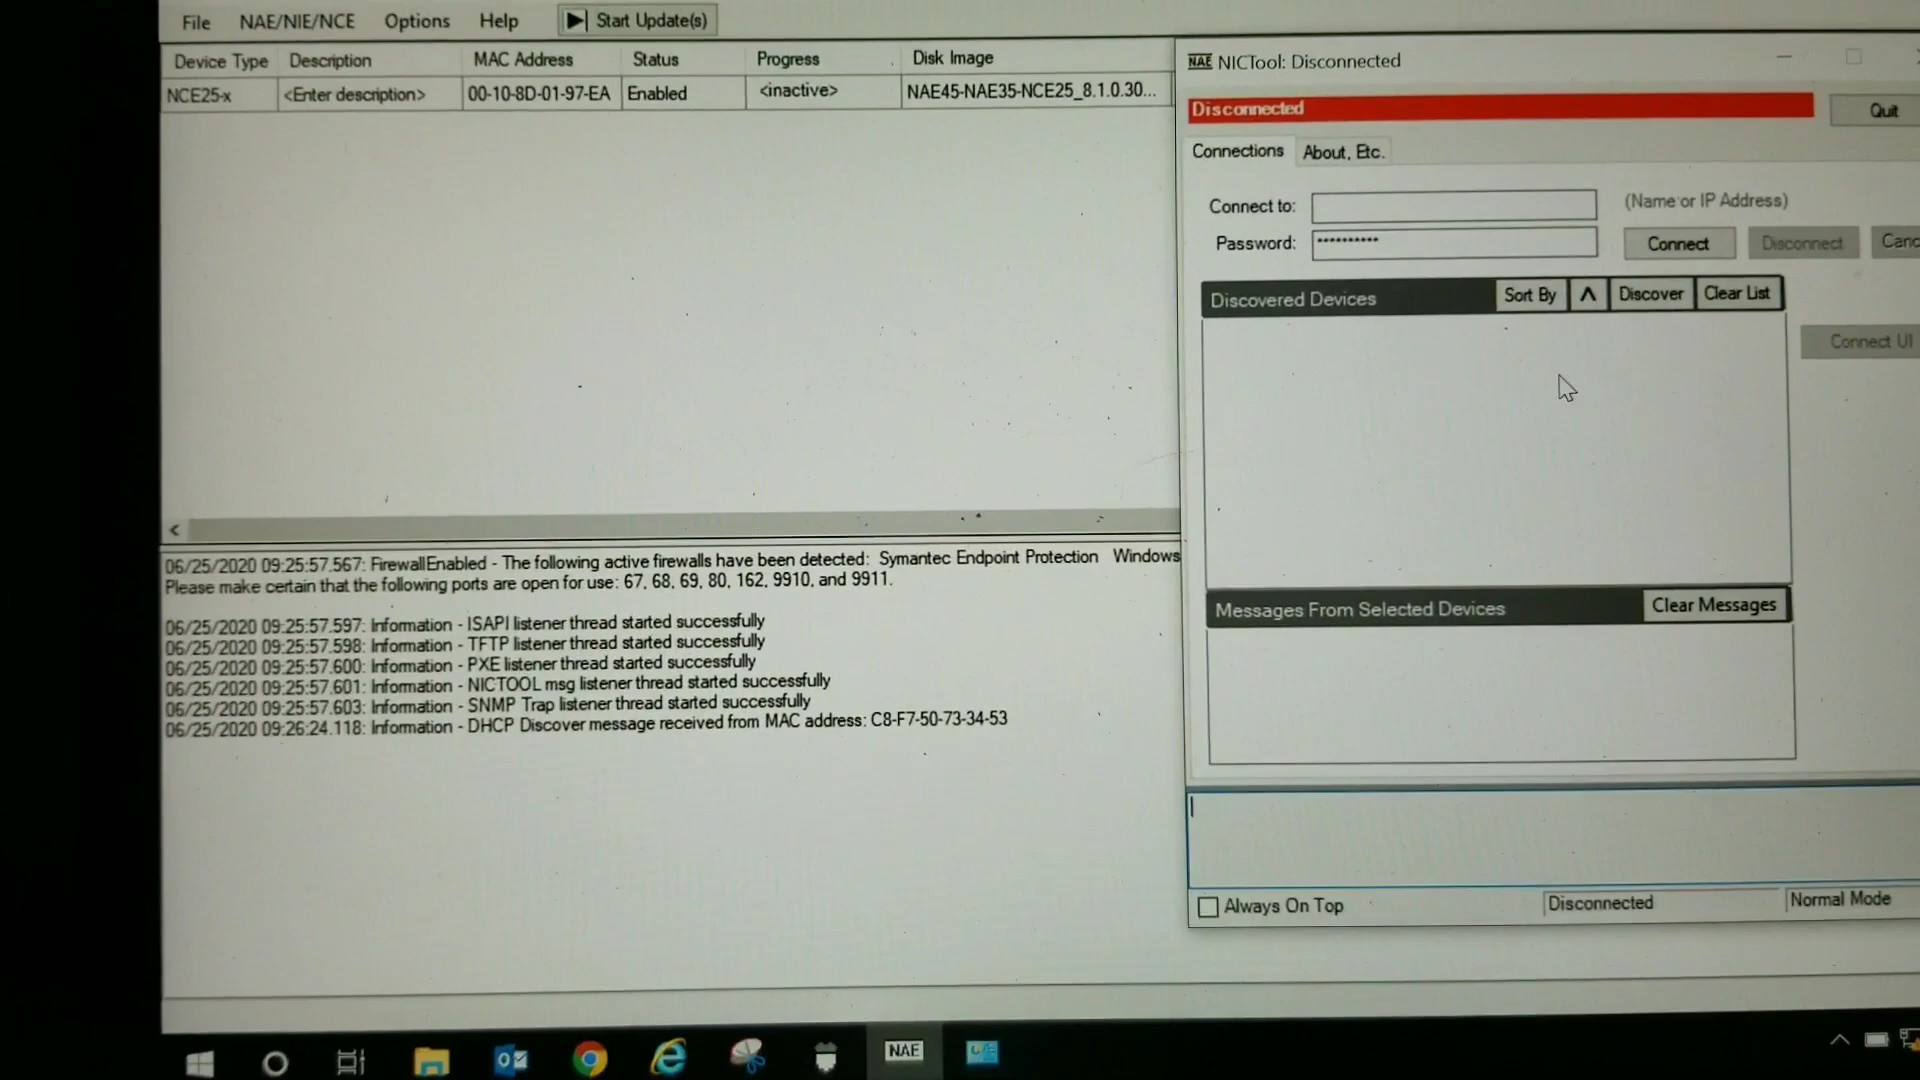 File NAE/NIE/NCE Options Help Start Update(s)
Device Type Description MAC Address Status Progress Disk Image
NCE25-x <Enter description> 00-10-8D-01-97-EA Enabled <inactive> NAE45-NAE35-NCE25_8.1.0.30...
06/25/2020 09:25:57.567: FirewallEnabled - The following active firewalls have been detected: Symantec Endpoint Protection Windows
Please make certain that the following ports are open for use: 67, 68, 69, 80, 162, 9910, and 9911.
06/25/2020 09:25:57.597: Information - ISAPI listener thread started successfully
06/25/2020 09:25:57.598: Information - TFTP listener thread started successfully
06/25/2020 09:25:57.600: Information - PXE listener thread started successfully
06/25/2020 09:25:57.601: Information - NICTOOL msg listener thread started successfully
06/25/2020 09:25:57.603: Information - SNMP Trap listener thread started successfully
06/25/2020 09:26:24.118: Information - DHCP Discover message received from MAC address: C8-F7-50-73-34-53
NAE NICTool: Disconnected
Disconnected
Quit
Connections About, Etc.
Connect to: (Name or IP Address)
Password: ********** Connect Disconnect Canc
Discovered Devices Sort By Λ Discover Clear List
Connect UI
Messages From Selected Devices Clear Messages
Always On Top Disconnected Normal Mode
NAE